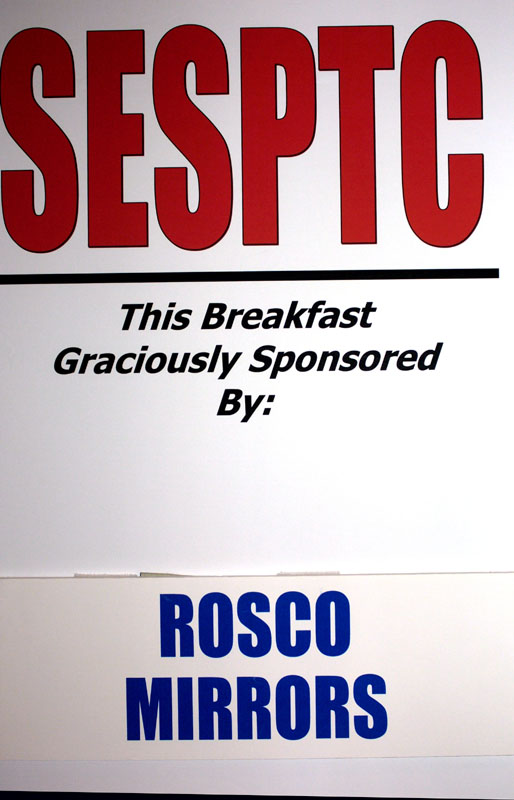 SESPTC
This Breakfast
Graciously Sponsored
By:
ROSCO
MIRRORS